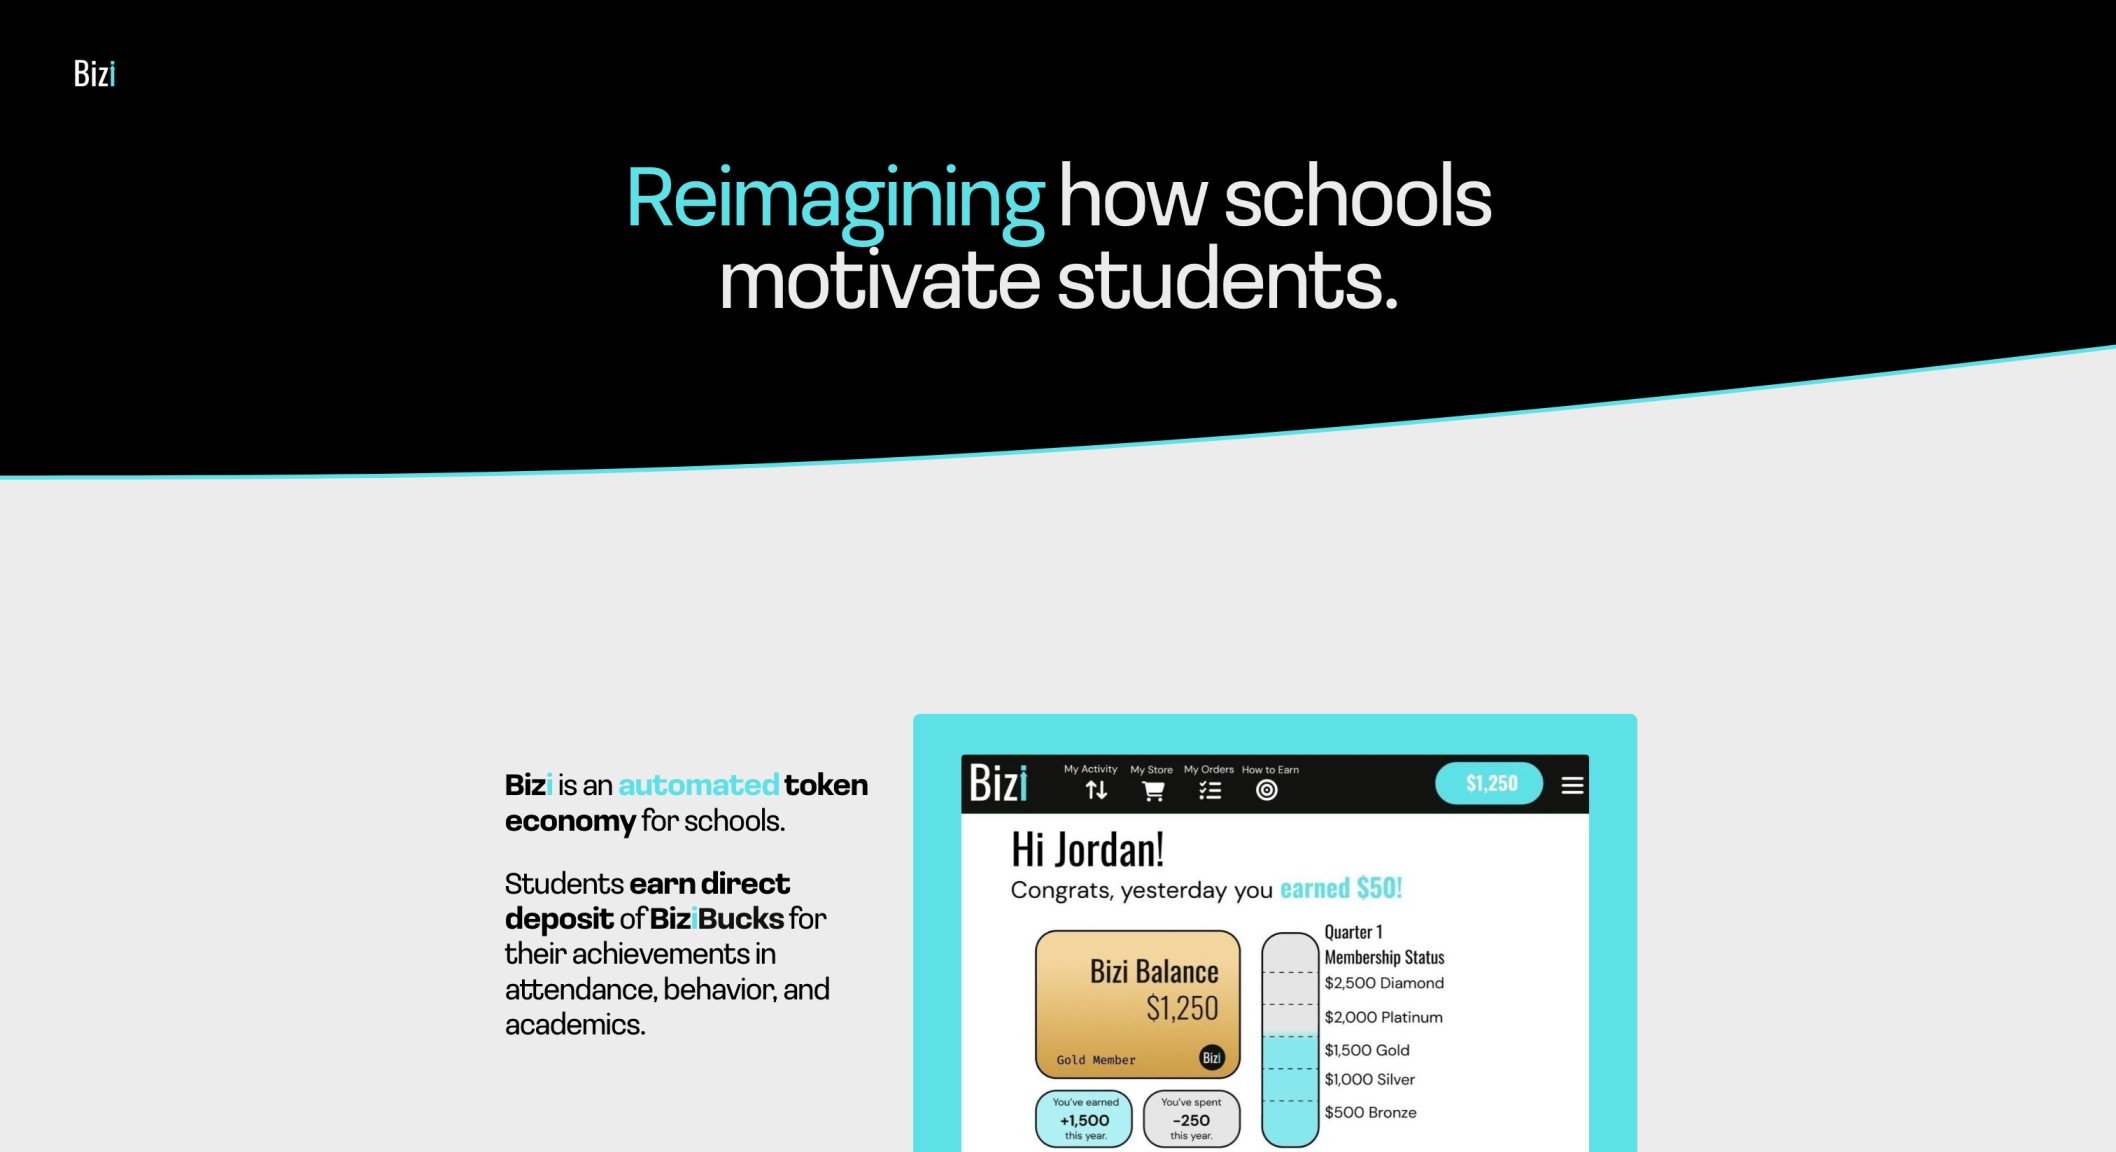 Bizi
Reimagining how schools
motivate students.
Bizi is an automated token
economy for schools.
Students earn direct
deposit of BiziBucks for
their achievements in
attendance, behavior, and
academics.
Bizi
My Activity
My Store
My Orders
How to Earn
$1,250
Hi Jordan!
Congrats, yesterday you earned $50!
Bizi Balance
$1,250
Gold Member
Bizi
You've earned
+1,500
this year.
You've spent
-250
this year.
Quarter 1
Membership Status
$2,500 Diamond
$2,000 Platinum
$1,500 Gold
$1,000 Silver
$500 Bronze